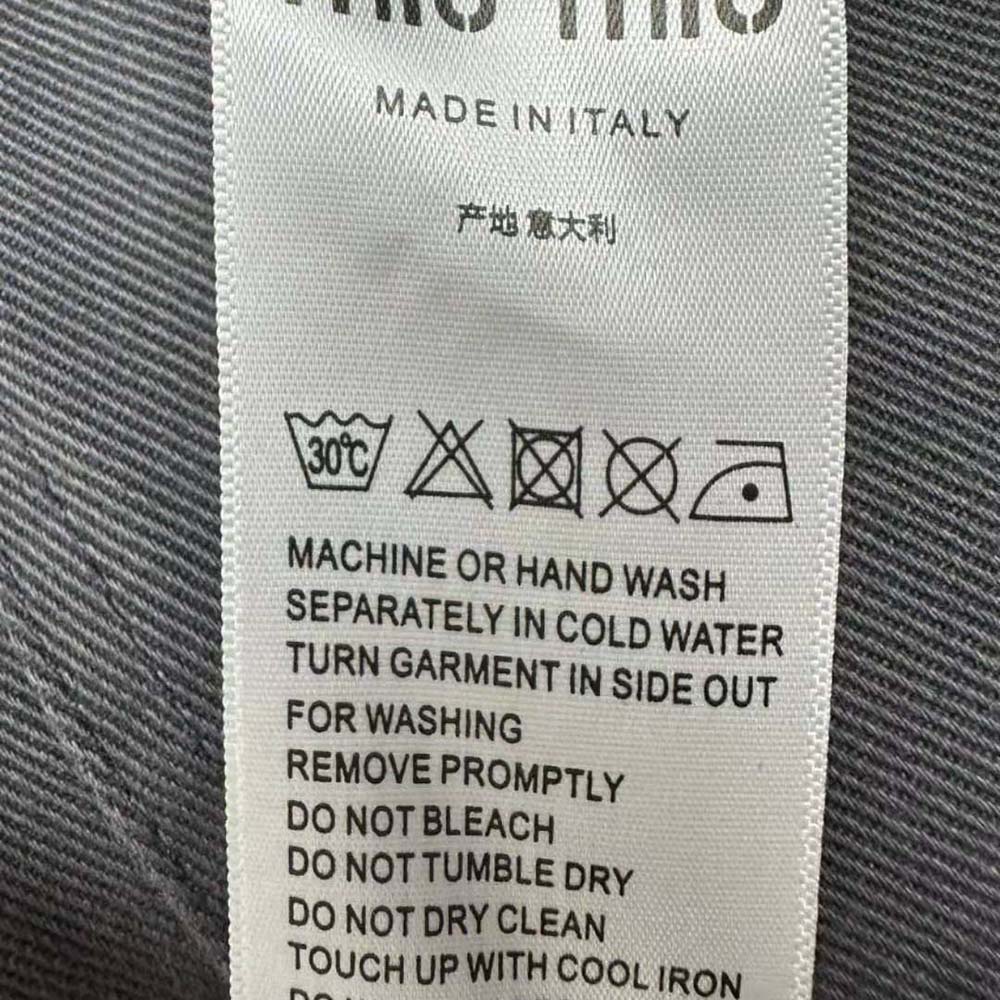 miu miu
MADE IN ITALY
产地 意大利
30℃
MACHINE OR HAND WASH
SEPARATELY IN COLD WATER
TURN GARMENT IN SIDE OUT
FOR WASHING
REMOVE PROMPTLY
DO NOT BLEACH
DO NOT TUMBLE DRY
DO NOT DRY CLEAN
TOUCH UP WITH COOL IRON